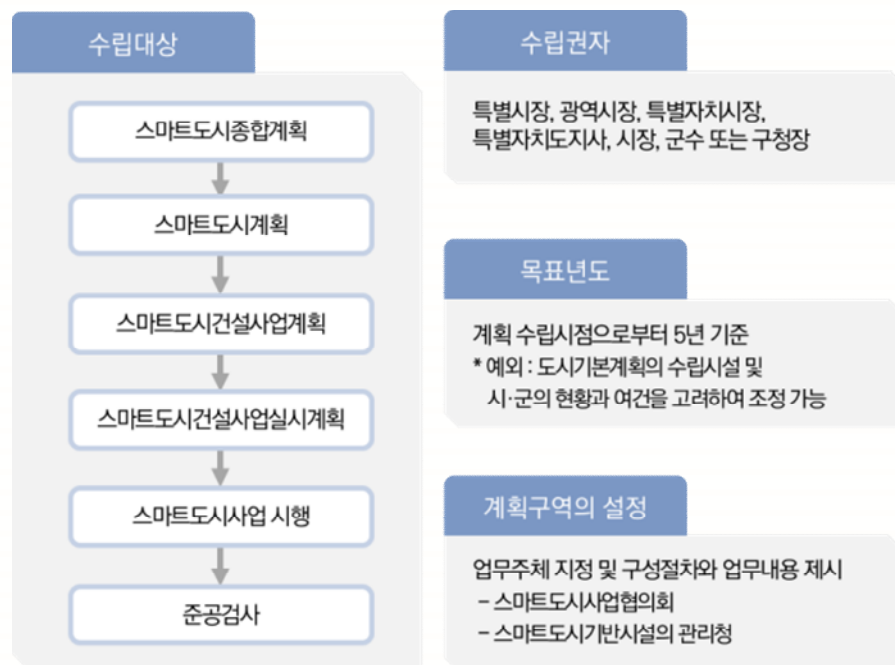 수립대상
스마트도시종합계획
스마트도시계획
스마트도시건설사업계획
스마트도시건설사업실시계획
스마트도시사업 시행
준공검사
수립권자
특별시장, 광역시장, 특별자치시장,
특별자치도지사, 시장, 군수 또는 구청장
목표년도
계획 수립시점으로부터 5년 기준
* 예외 : 도시기본계획의 수립시설 및
시·군의 현황과 여건을 고려하여 조정 가능
계획구역의 설정
업무주체 지정 및 구성절차와 업무내용 제시
– 스마트도시사업협의회
– 스마트도시기반시설의 관리청